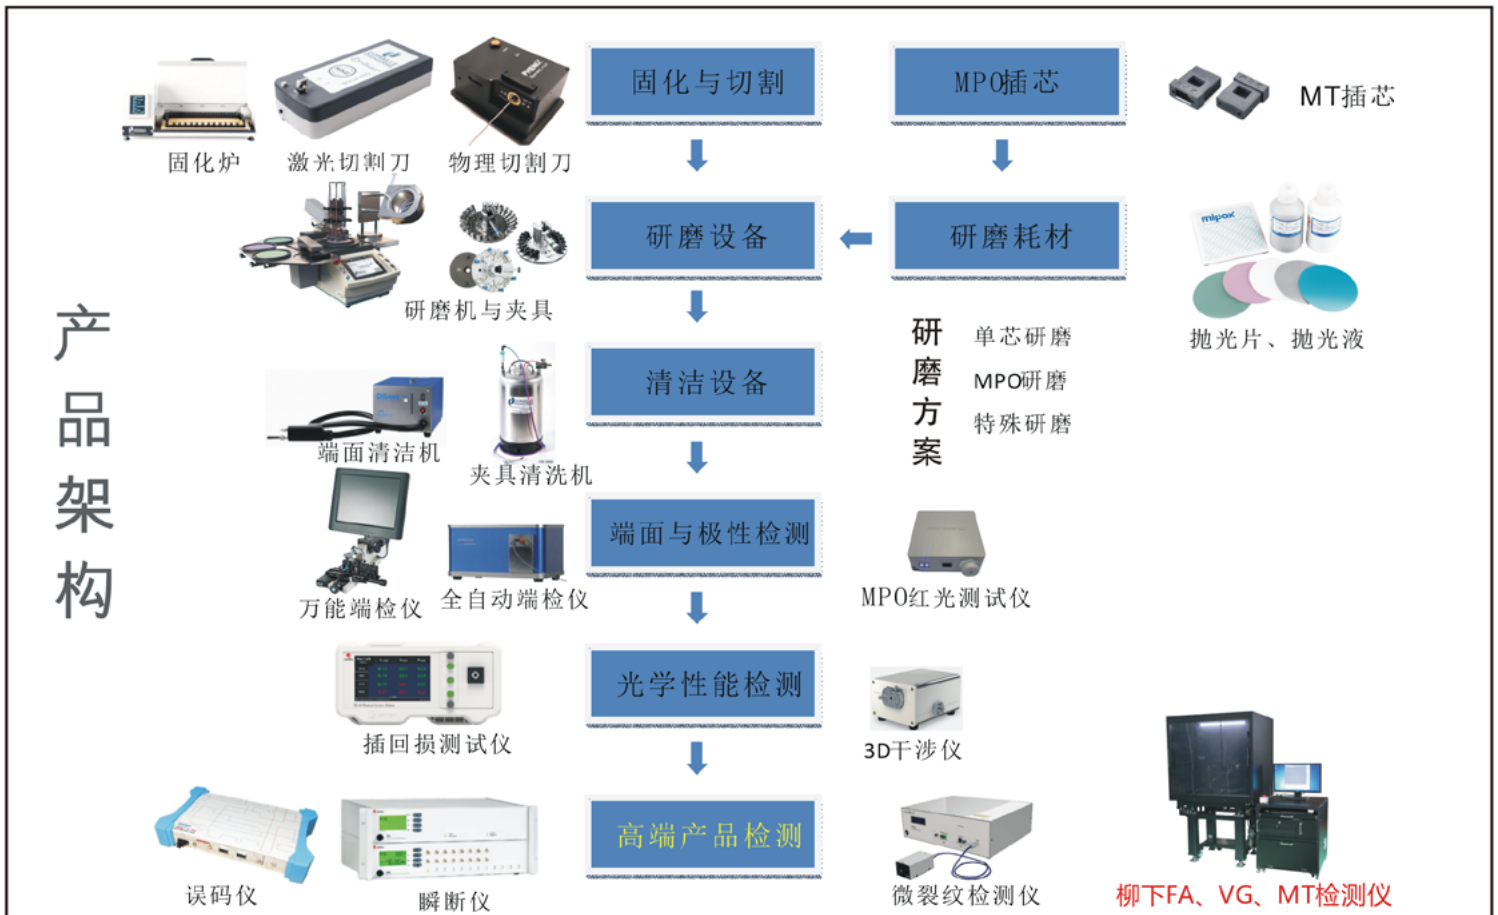 产品架构
固化与切割
MPO插芯
MT插芯
固化炉
激光切割刀
物理切割刀
研磨设备
研磨耗材
mipox
研磨机与夹具
抛光片、抛光液
研磨方案
单芯研磨
MPO研磨
特殊研磨
清洁设备
端面清洁机
夹具清洗机
端面与极性检测
万能端检仪
全自动端检仪
MPO红光测试仪
光学性能检测
插回损测试仪
3D干涉仪
高端产品检测
误码仪
瞬断仪
微裂纹检测仪
柳下FA、VG、MT检测仪